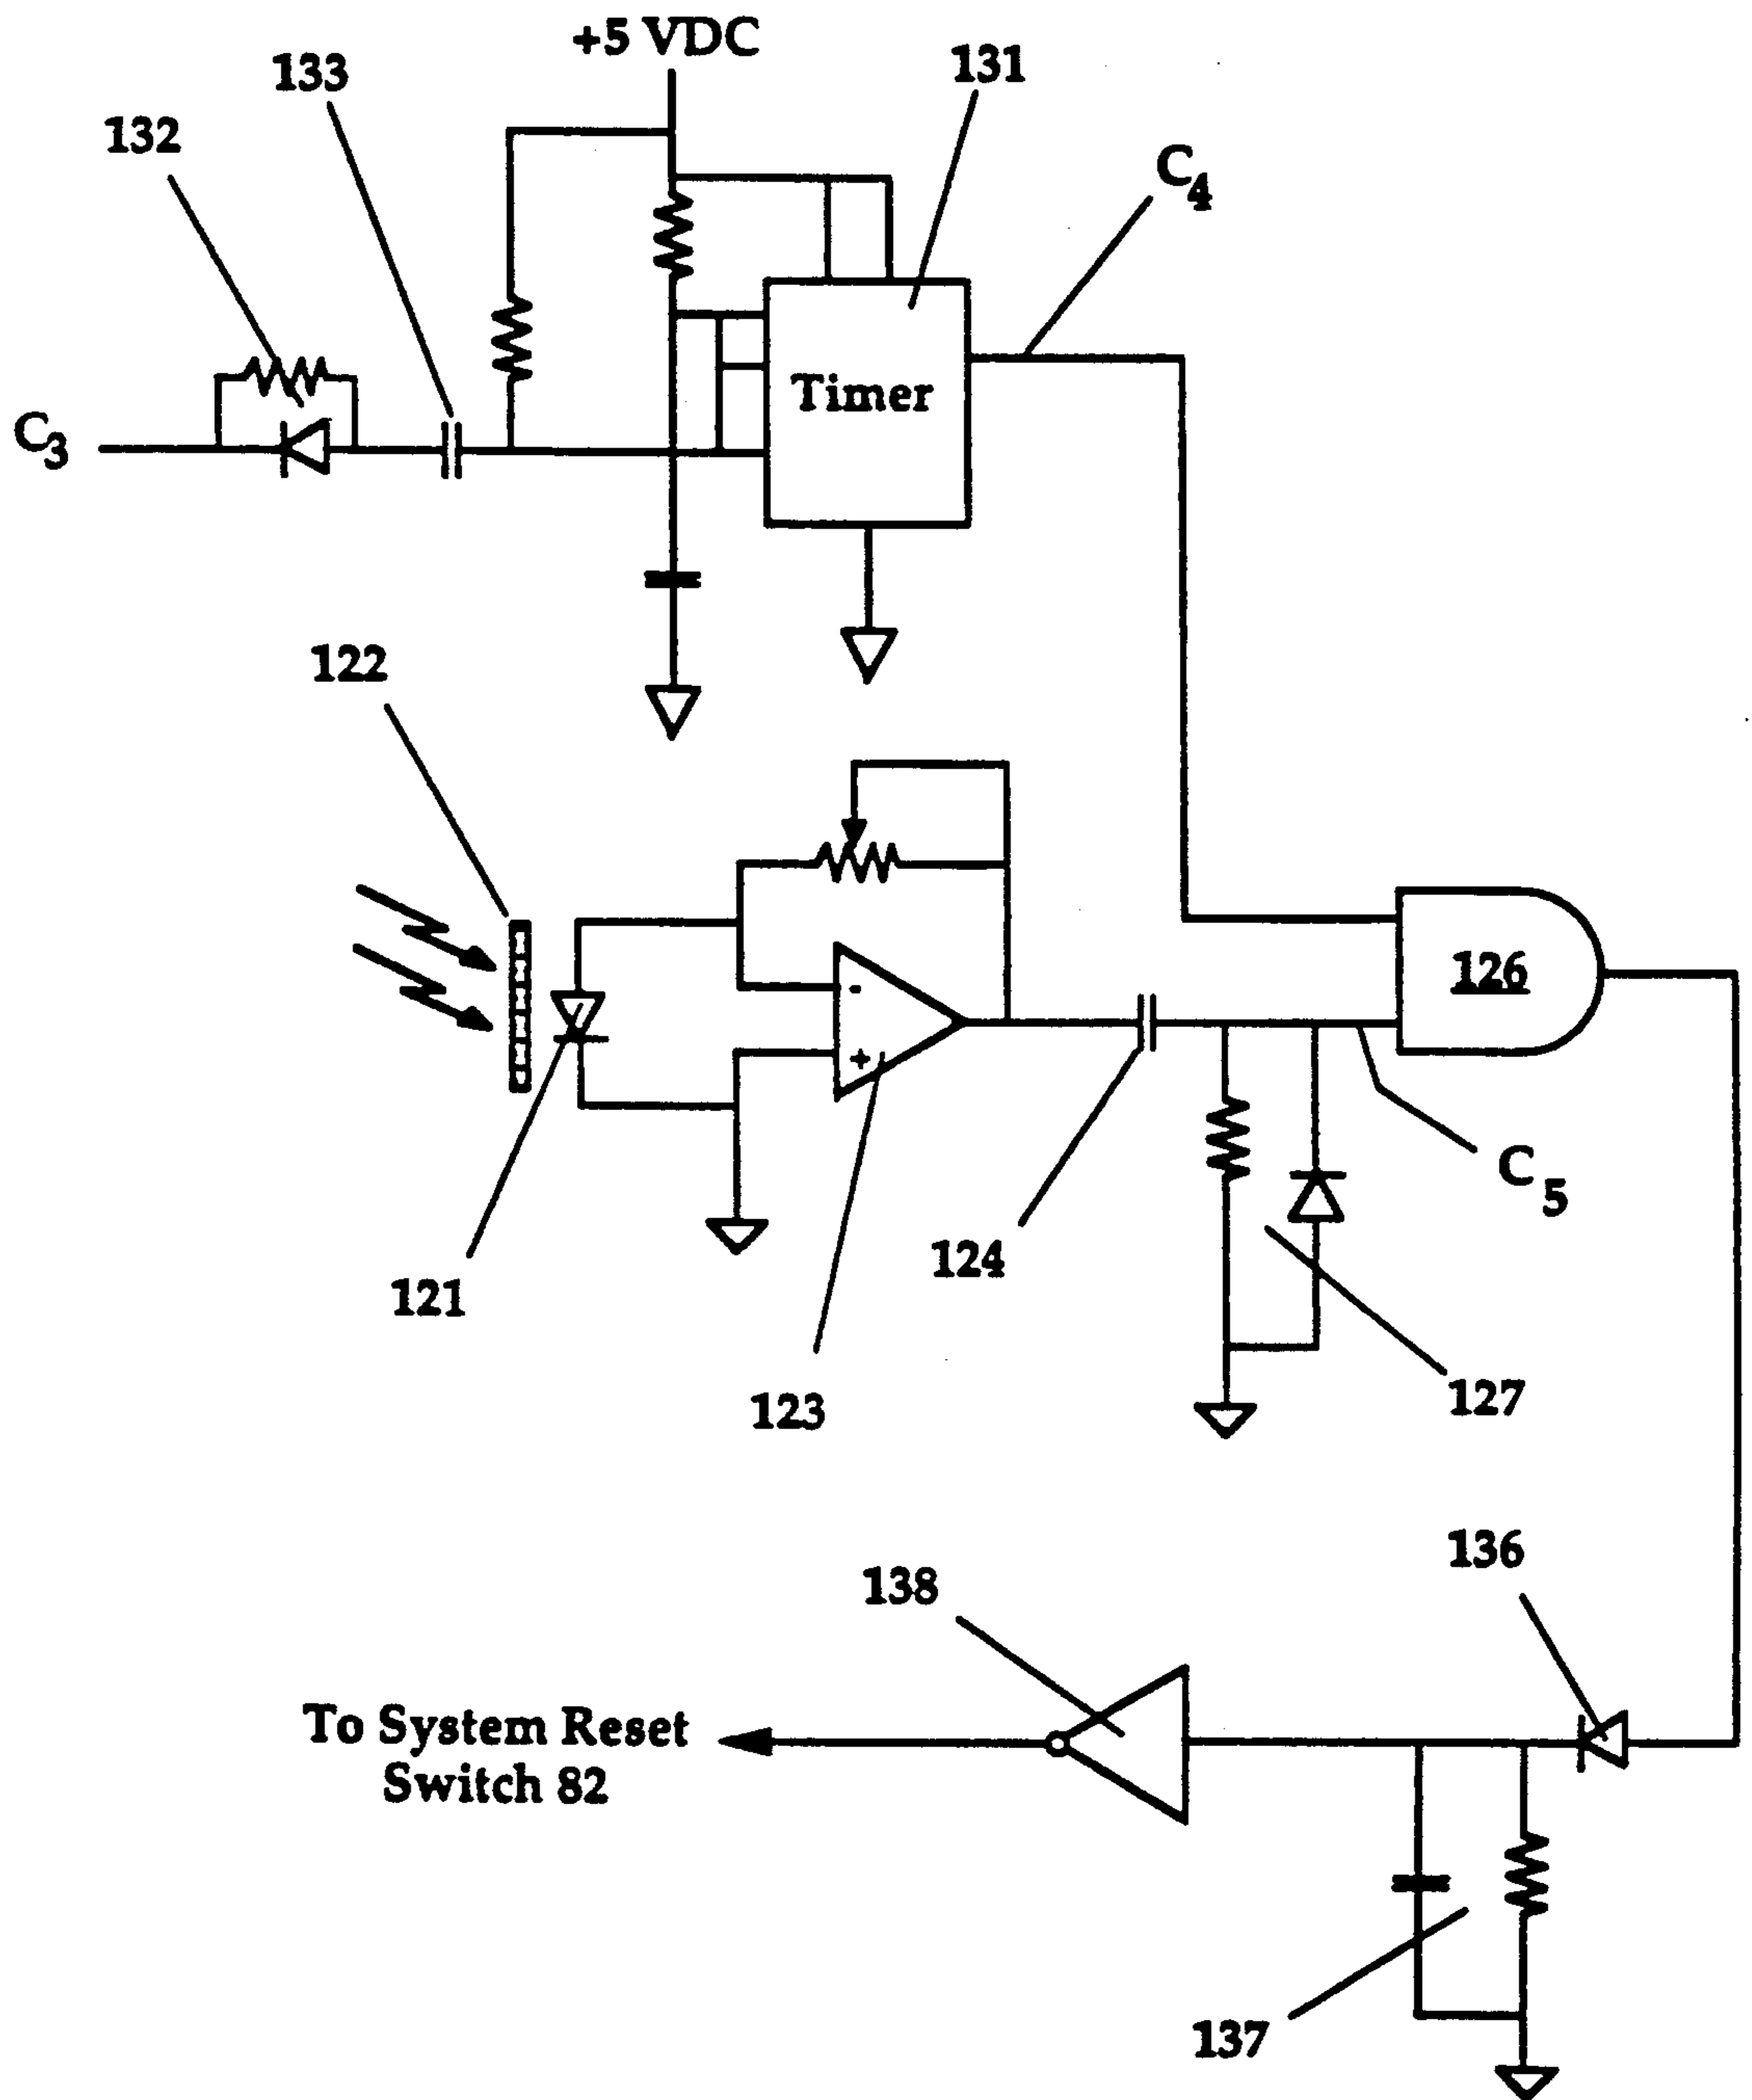 +5 VDC
133
131
132
C4
C3
Timer
122
-
+
126
C5
124
121
123
127
136
138
To System Reset
Switch 82
137